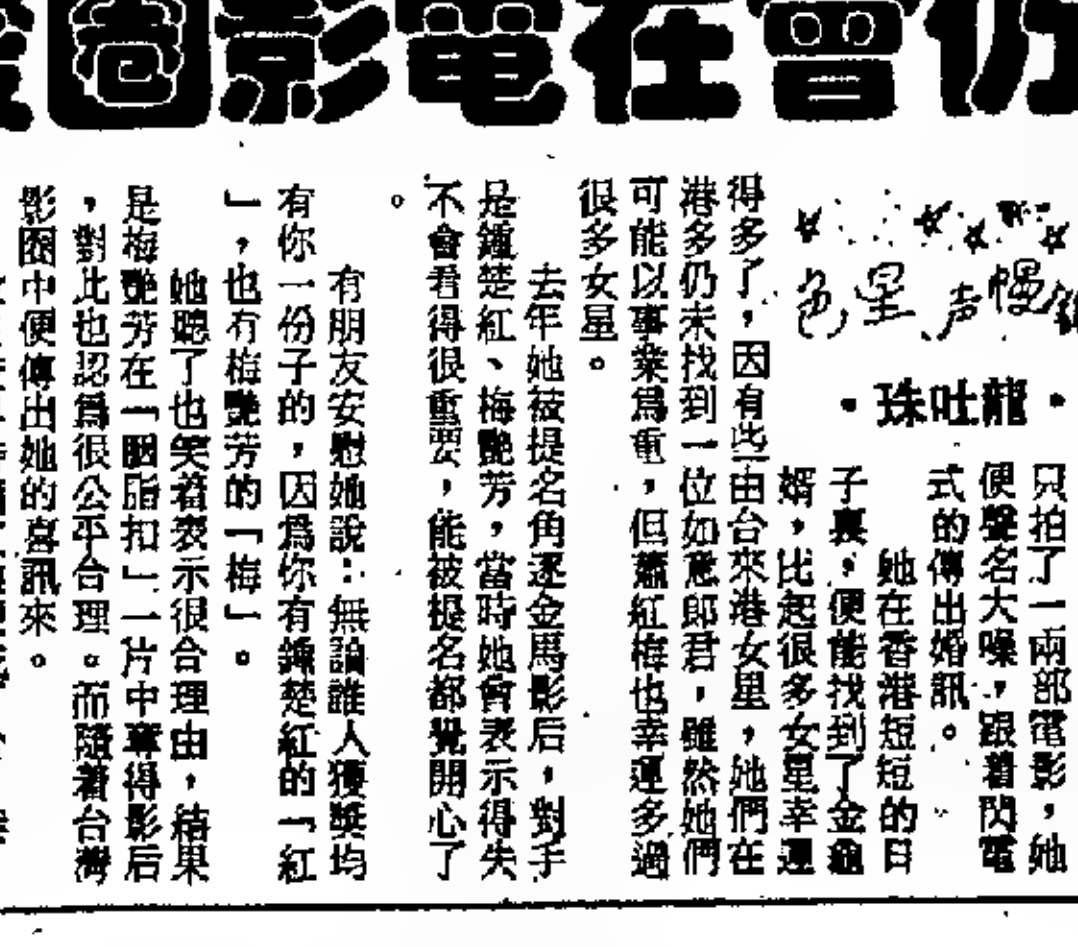 仍會在電影圈
星色
龍吐珠
只拍了一兩部電影，她
便聲名大噪，跟着閃電
式的傳出婚訊。
她在香港短短的日
子裏，便能找到了金龜
婿，比起很多女星幸運
得多了，因有些由台來港女星，她們在
港多仍未找到一位如意郎君，雖然她們
可能以事業爲重，但蕭紅梅也幸運多過
很多女星。
去年她被提名角逐金馬影后，對手
是鍾楚紅、梅艷芳，當時她會表示得失
不會看得很重要，能被提名都覺開心了
。
有朋友安慰她說：無論誰人獲獎均
有你一份子的，因爲你有鍾楚紅的「紅
」，也有梅艷芳的「梅」。
她聽了也笑着表示很合理由，結果
是梅艷芳在「胭脂扣」一片中奪得影后
，對此也認爲很公平合理。而隨着台灣
影圈中便傳出她的喜訊來。